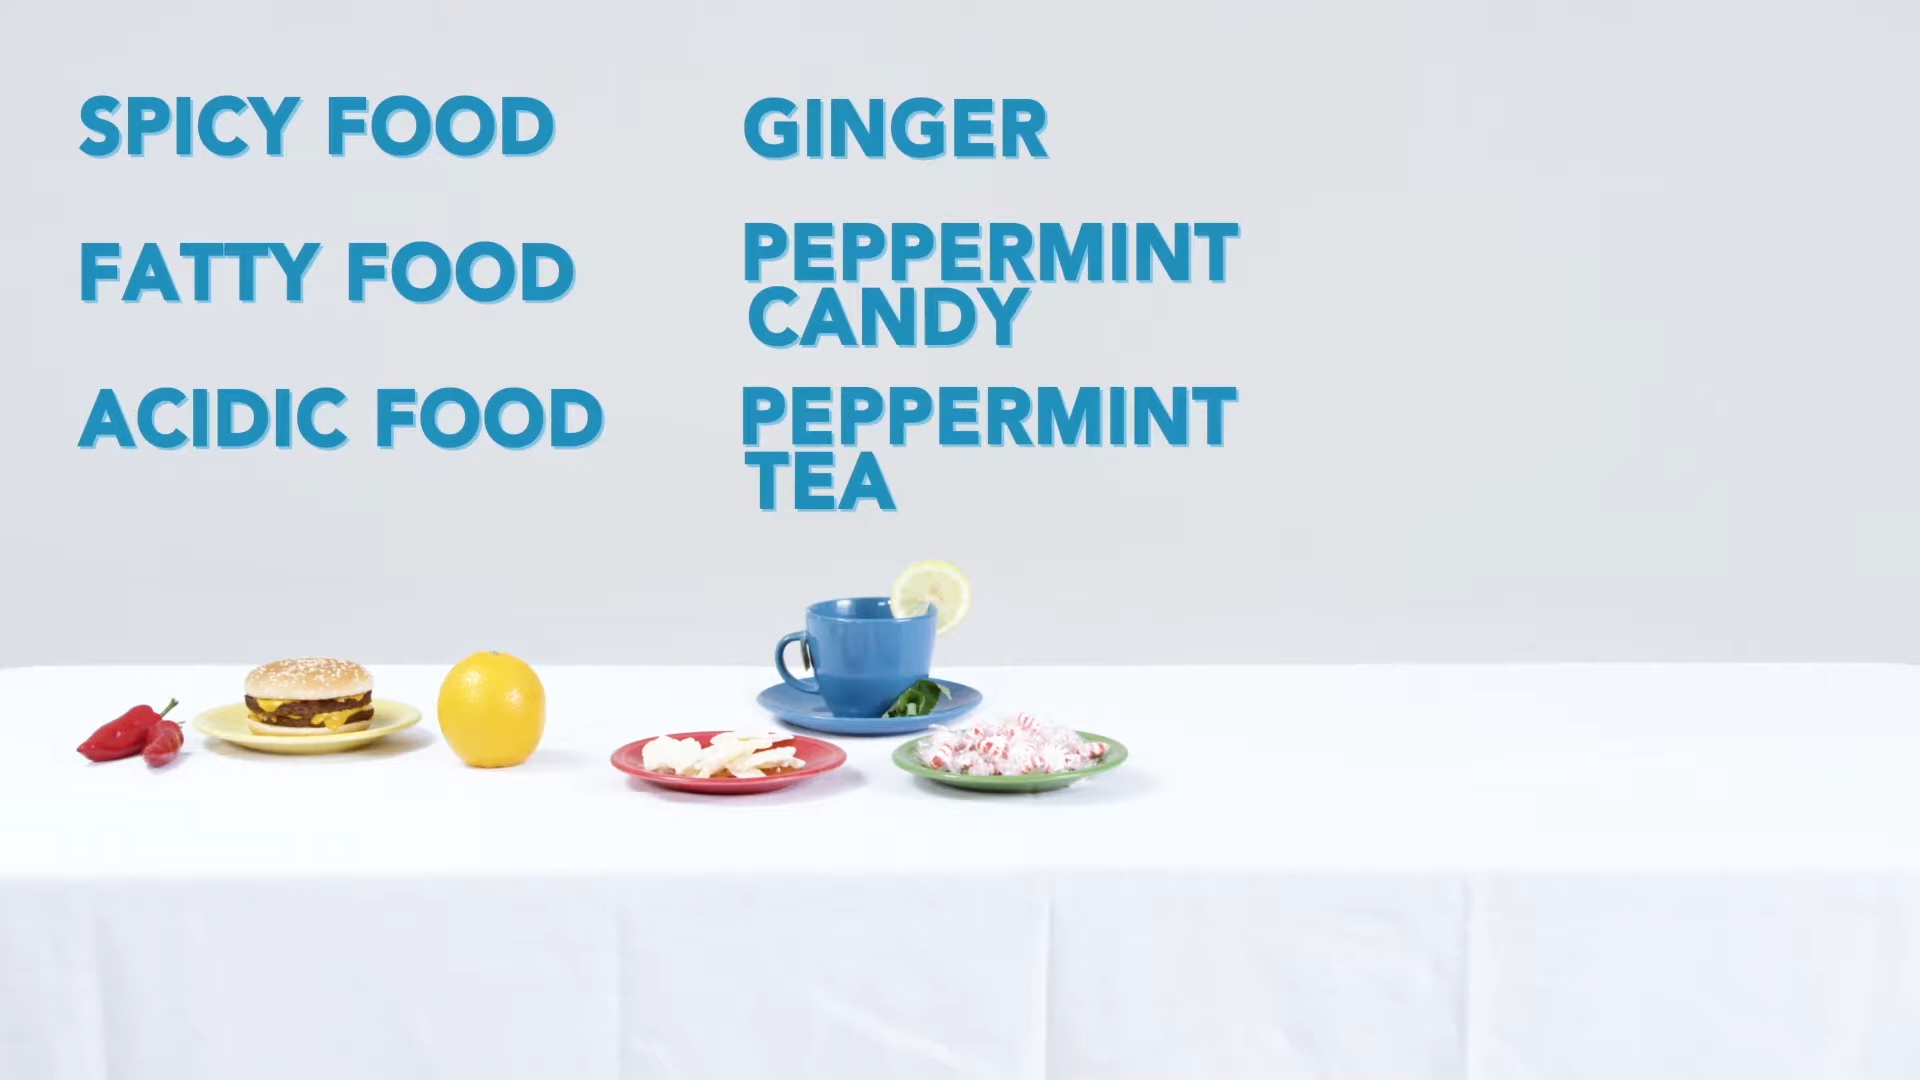 SPICY FOOD
FATTY FOOD
ACIDIC FOOD
GINGER
PEPPERMINT
CANDY
PEPPERMINT
TEA